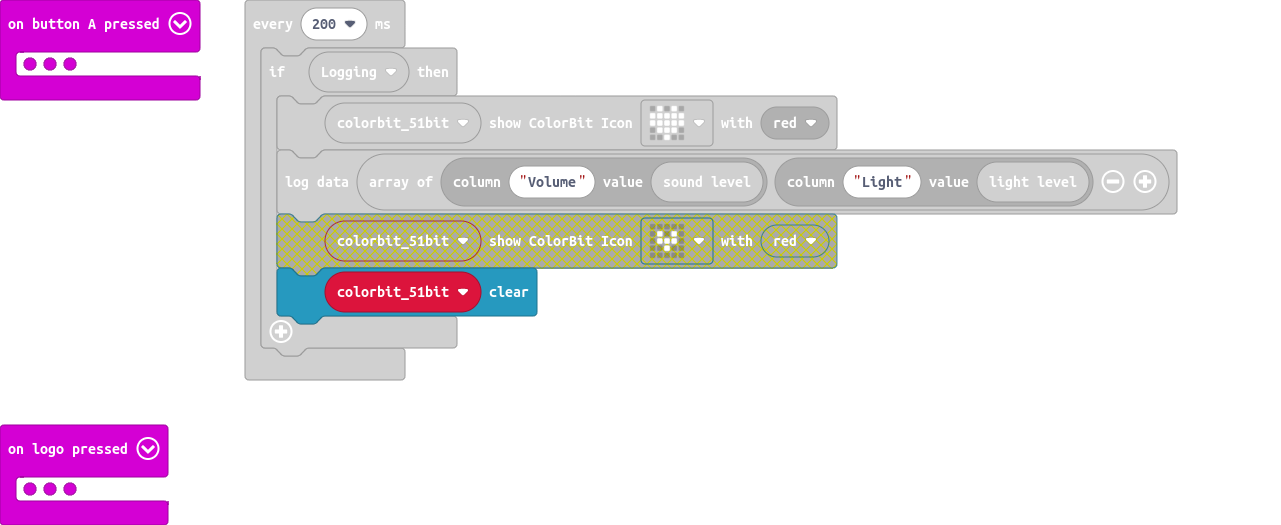 on button A pressed
every 200 ms
if Logging then
colorbit_51bit show ColorBit Icon with red
log data array of column "Volume" value sound level column "Light" value light level
colorbit_51bit show ColorBit Icon with red
colorbit_51bit clear
on logo pressed